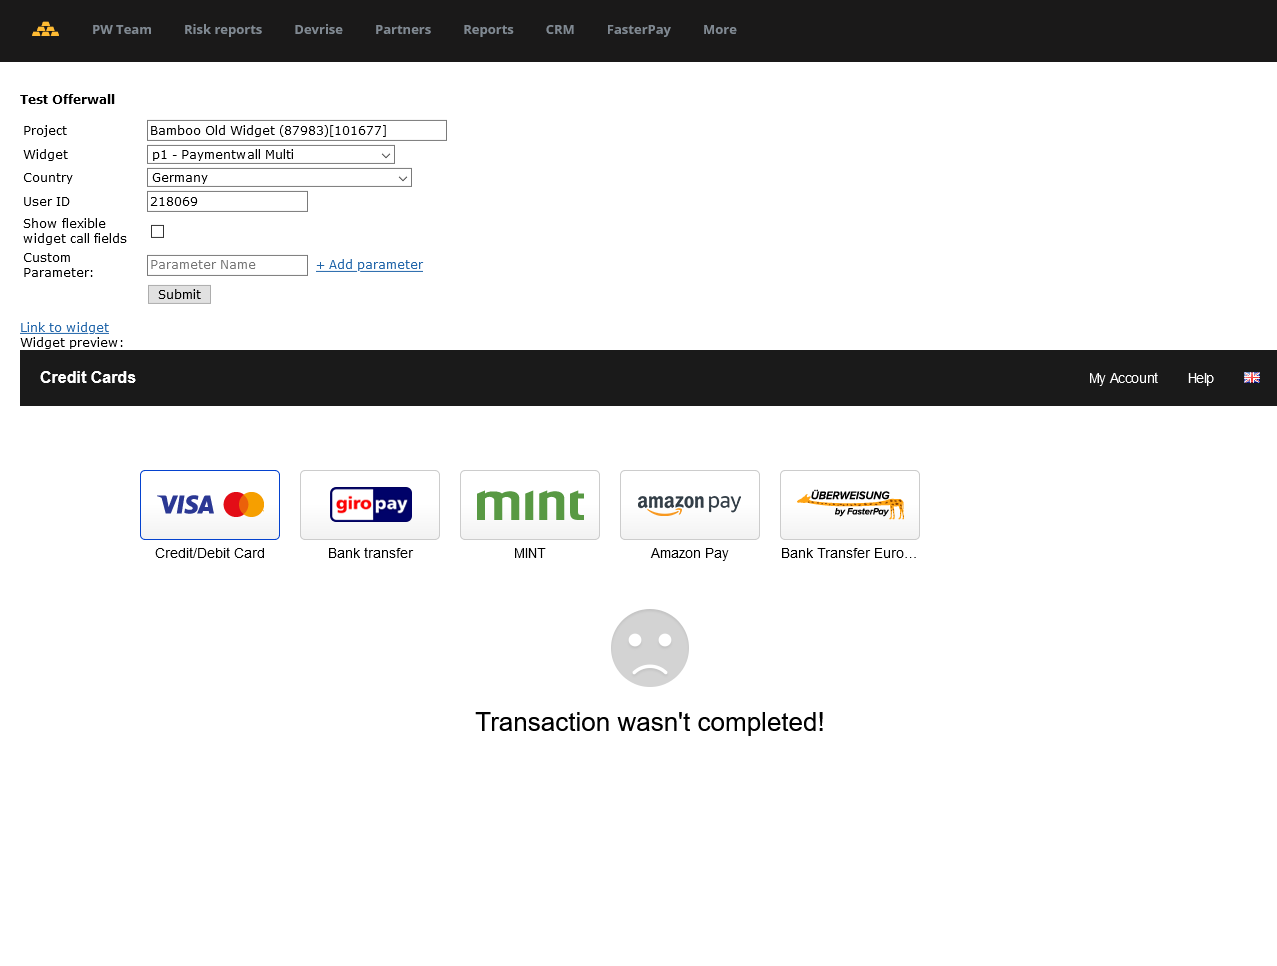 PW Team Risk reports Devrise Partners Reports CRM FasterPay More
Test Offerwall
Project Bamboo Old Widget (87983)[101677]
Widget p1 - Paymentwall Multi
Country Germany
User ID 218069
Show flexible
widget call fields
Custom
Parameter: Parameter Name + Add parameter
Submit
Link to widget
Widget preview:
Credit Cards My Account Help
VISA giropay mint amazon pay ÜBERWEISUNG
by FasterPay
Credit/Debit Card Bank transfer MINT Amazon Pay Bank Transfer Euro...
Transaction wasn't completed!